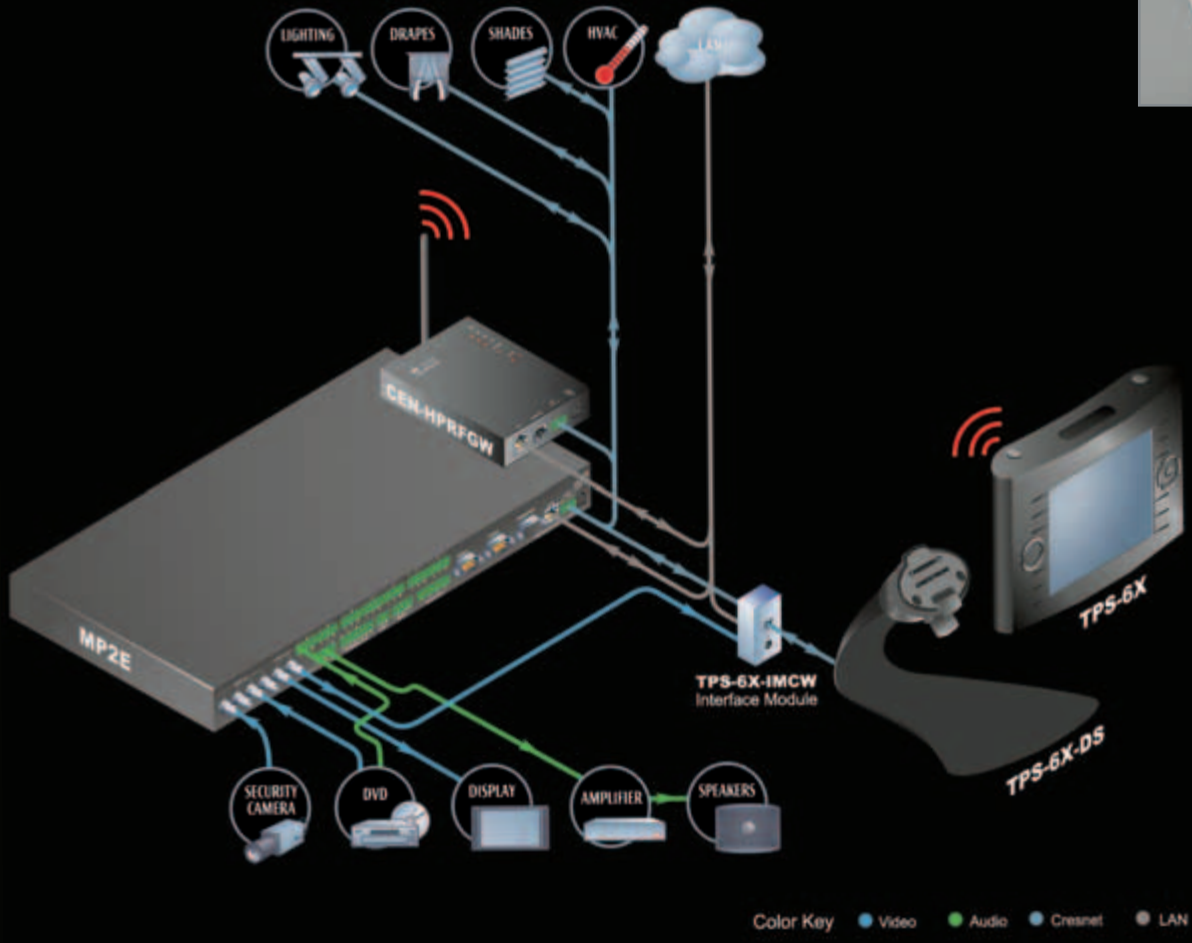 LIGHTING
DRAPES
SHADES
HVAC
LAN
CEN-HPRFGW
MP2E
TPS-6X
TPS-6X-IMCW
Interface Module
TPS-6X-DS
SECURITY
CAMERA
DVD
DISPLAY
AMPLIFIER
SPEAKERS
Color Key
Video
Audio
Cresnet
LAN